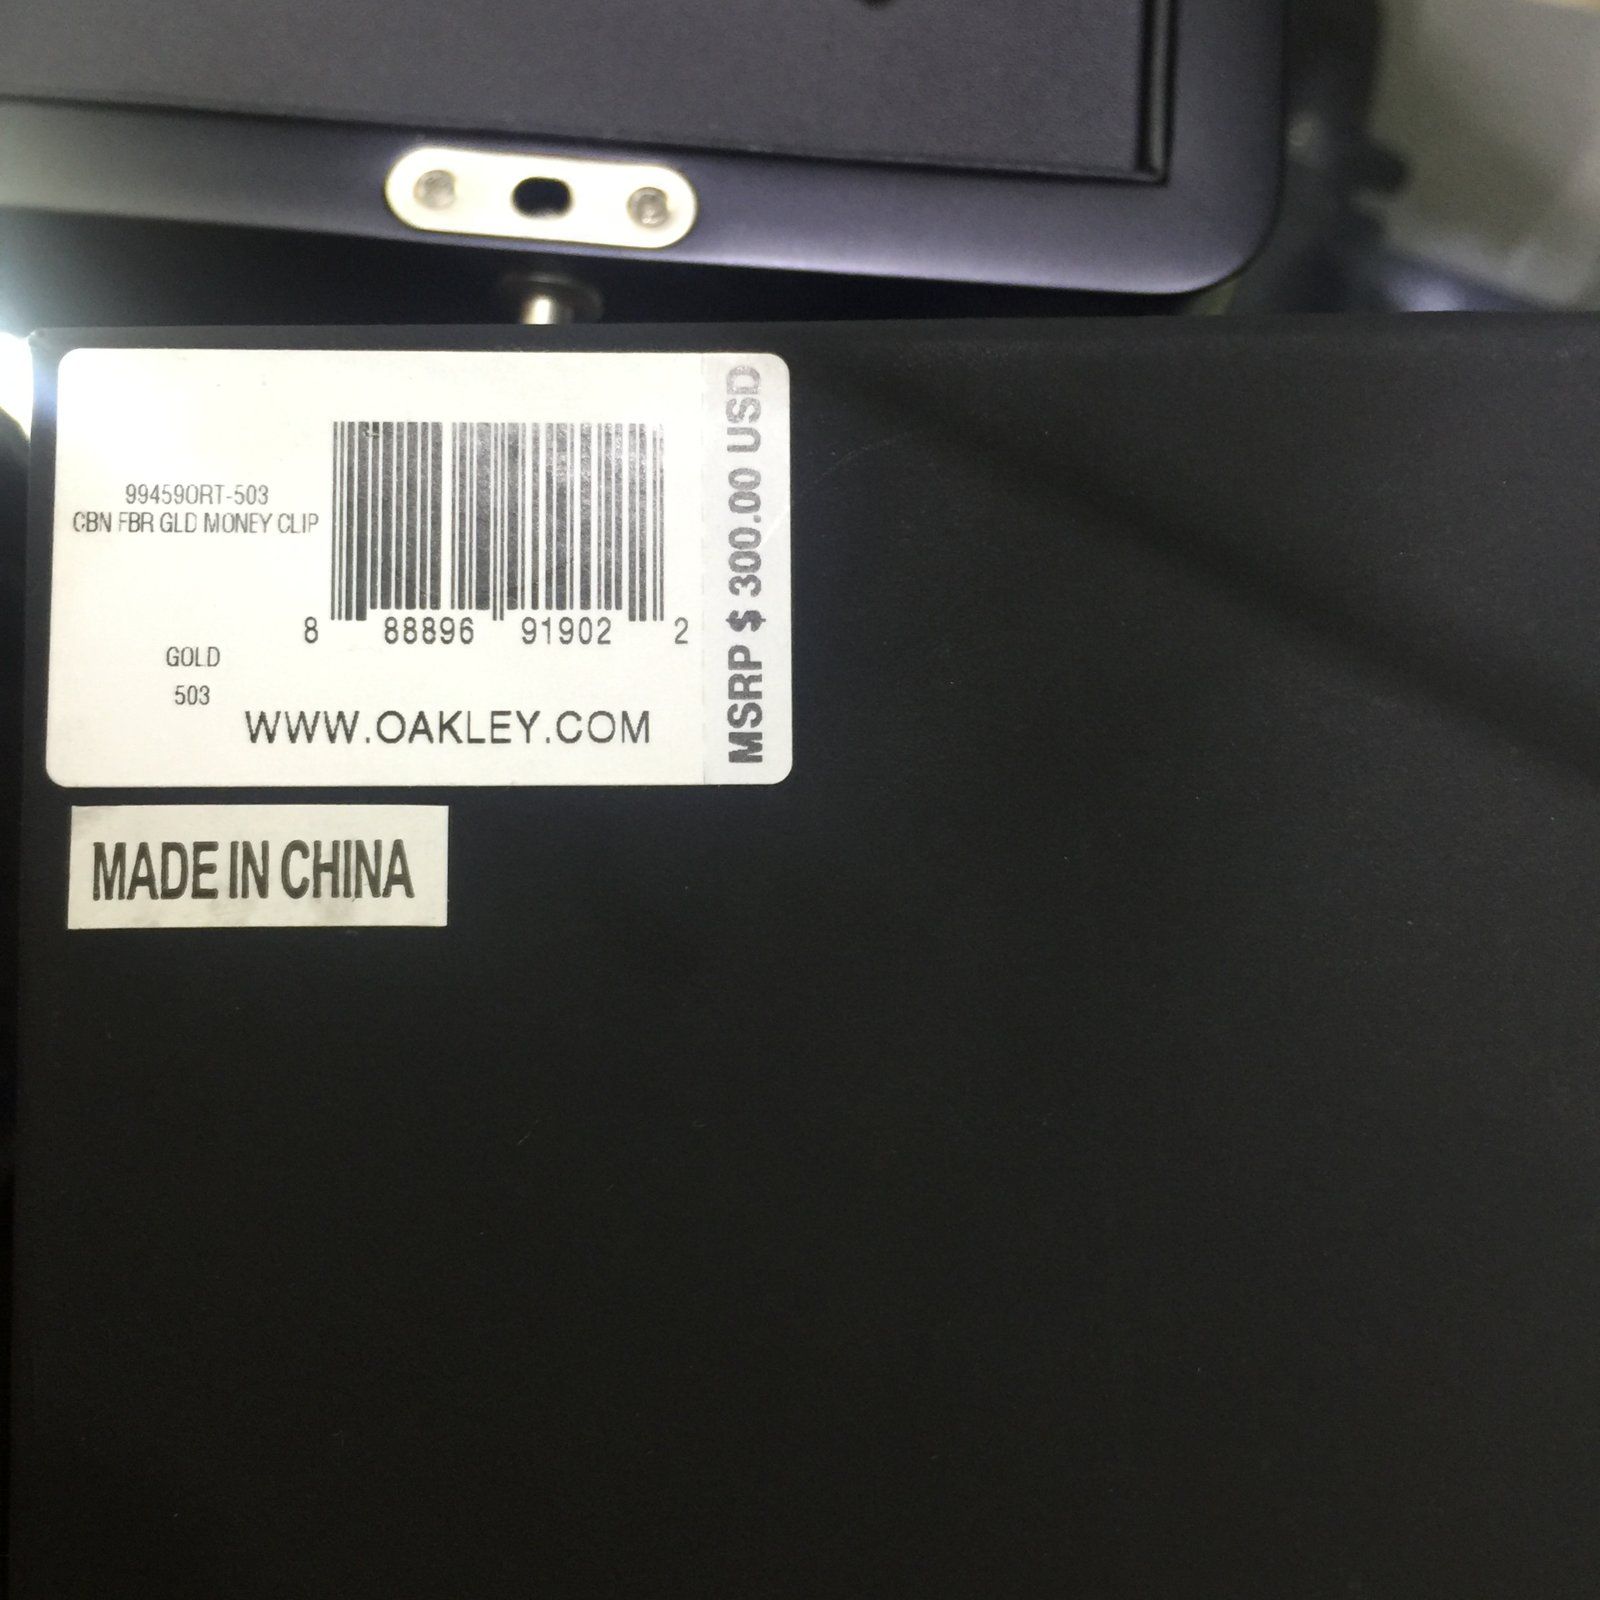 99459ORT-503
CBN FBR GLD MONEY CLIP
8 88896 91902 2
GOLD
503
WWW.OAKLEY.COM
MSRP $ 300.00 USD
MADE IN CHINA